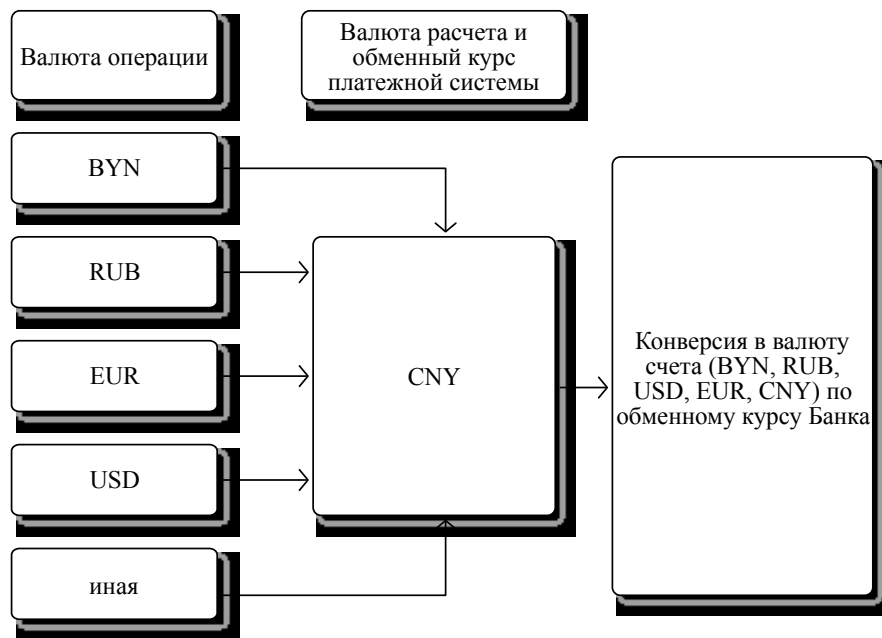 Валюта операции
Валюта расчета и
обменный курс
платежной системы
BYN
RUB
EUR
USD
иная
CNY
Конверсия в валюту
счета (BYN, RUB,
USD, EUR, CNY) по
обменному курсу Банка